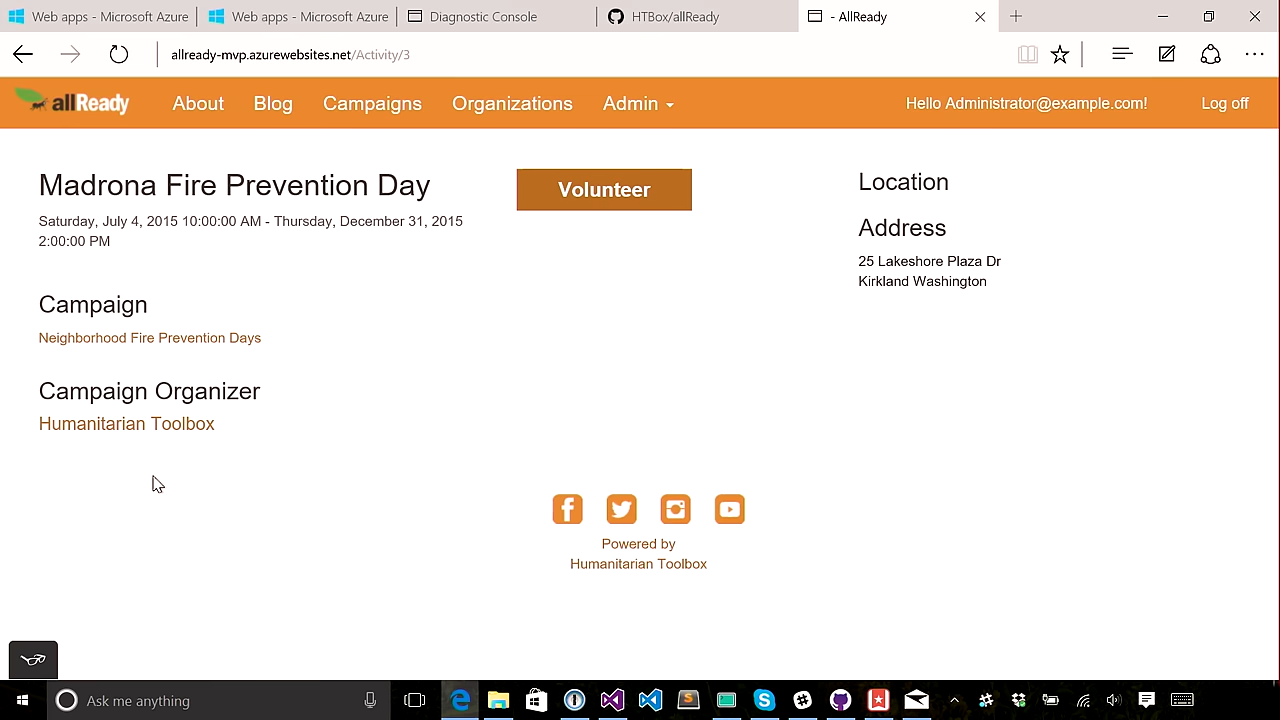 Web apps - Microsoft Azure
Web apps - Microsoft Azure
Diagnostic Console
HTBox/allReady
- AllReady
allready-mvp.azurewebsites.net/Activity/3
allReady
About
Blog
Campaigns
Organizations
Admin
Hello Administrator@example.com!
Log off
Madrona Fire Prevention Day
Saturday, July 4, 2015 10:00:00 AM - Thursday, December 31, 2015
2:00:00 PM
Volunteer
Location
Address
25 Lakeshore Plaza Dr
Kirkland Washington
Campaign
Neighborhood Fire Prevention Days
Campaign Organizer
Humanitarian Toolbox
Powered by
Humanitarian Toolbox
Ask me anything